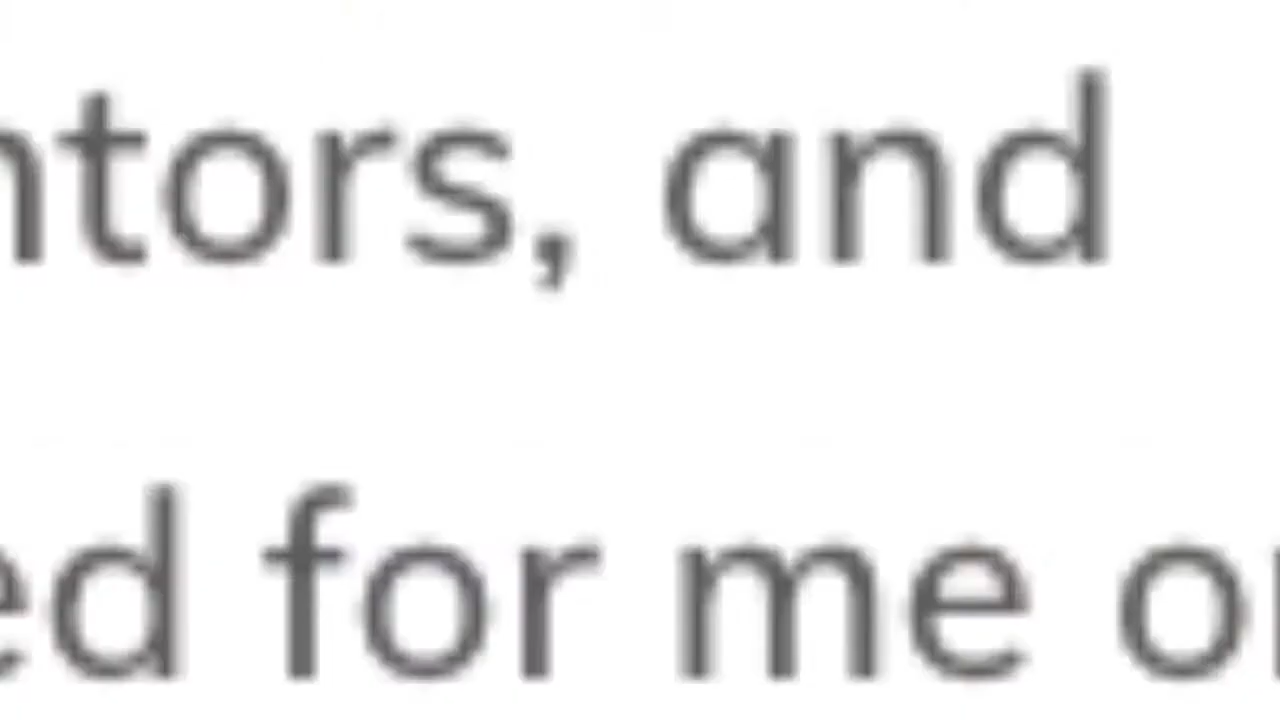 ntors, and
ed for me o